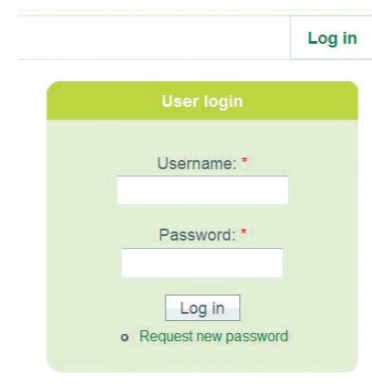 Log in
User login
Username: *
Password: *
Log in
Request new password